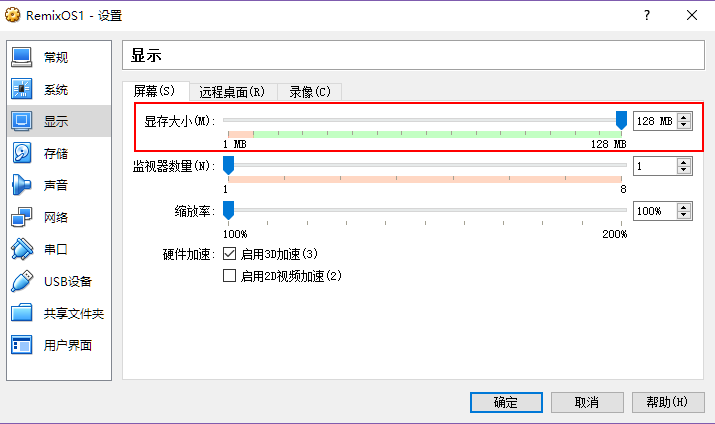 RemixOS1 - 设置
常规
系统
显示
存储
声音
网络
串口
USB设备
共享文件夹
用户界面
显示
屏幕(S) 远程桌面(R) 录像(C)
显存大小(M): 128 MB
1 MB 128 MB
监视器数量(N): 1
1 8
缩放率: 100%
100% 200%
硬件加速: 启用3D加速(3)
启用2D视频加速(2)
确定 取消 帮助(H)